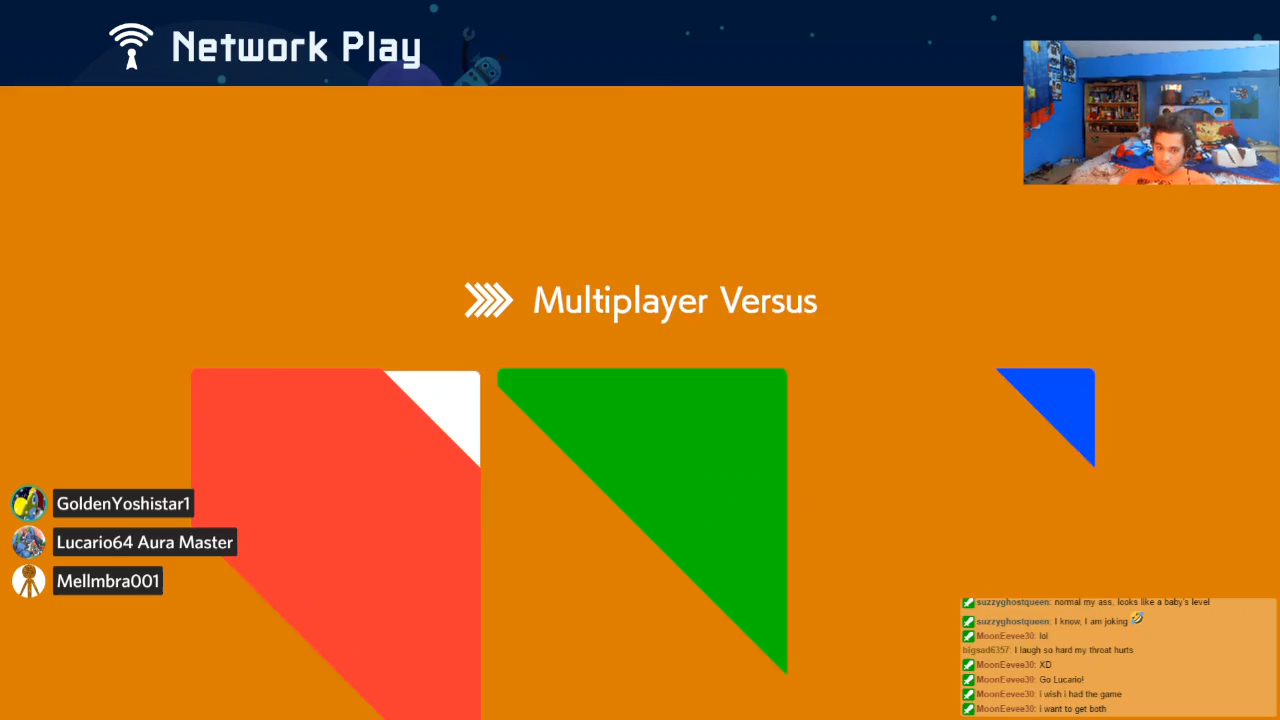 Network Play
Multiplayer Versus
GoldenYoshistar1
Lucario64 Aura Master
Mellmbra001
suzzyghostqueen: normal my ass, looks like a baby's level
suzzyghostqueen: I know, I am joking 🤣
MoonEevee30: lol
bigsad6357: I laugh so hard my throat hurts
MoonEevee30: XD
MoonEevee30: Go Lucario!
MoonEevee30: i wish i had the game
MoonEevee30: i want to get both